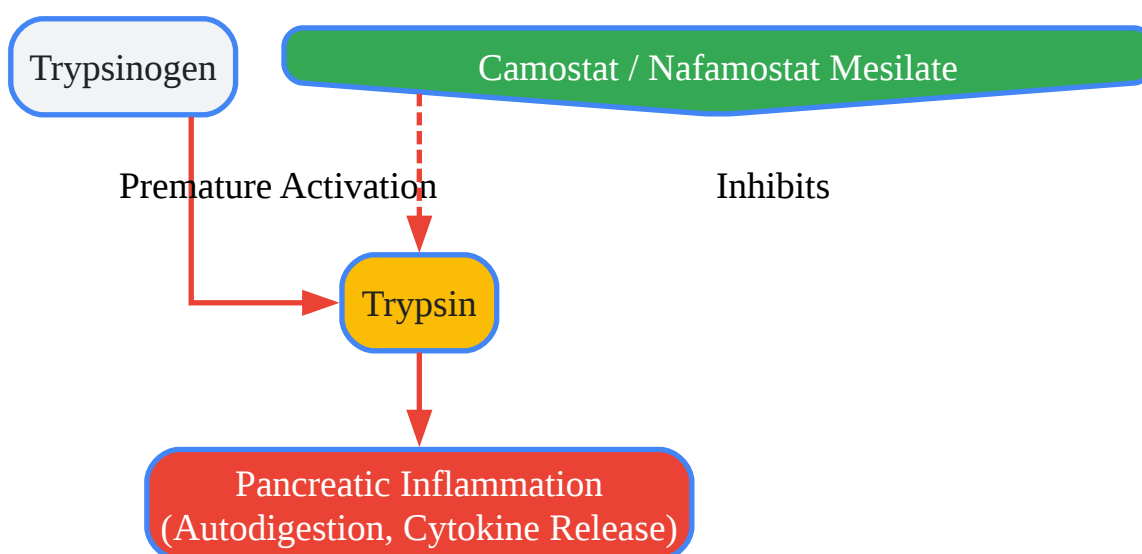 Trypsinogen
Camostat / Nafamostat Mesilate
Premature Activation
Inhibits
Trypsin
Pancreatic Inflammation
(Autodigestion, Cytokine Release)